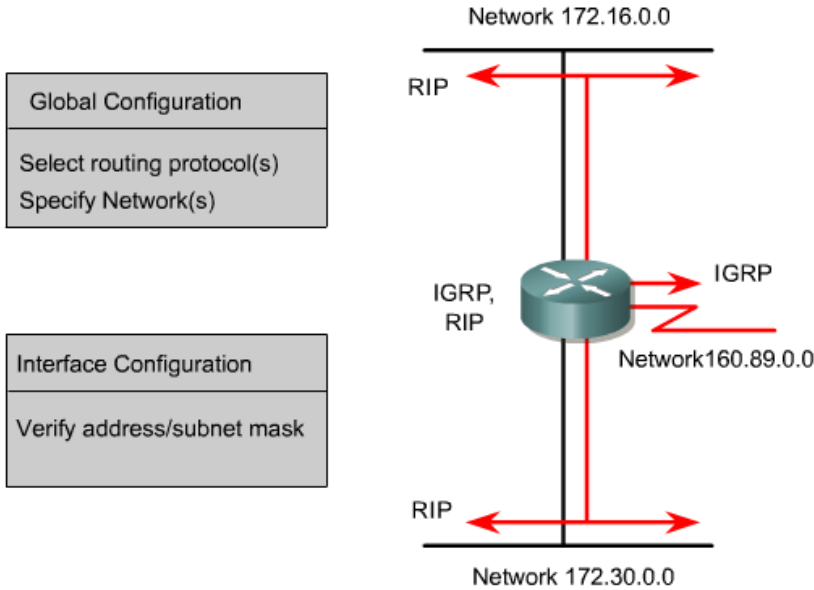 Network 172.16.0.0
RIP
Global Configuration
Select routing protocol(s)
Specify Network(s)
IGRP
IGRP,
RIP
Network160.89.0.0
Interface Configuration
Verify address/subnet mask
RIP
Network 172.30.0.0